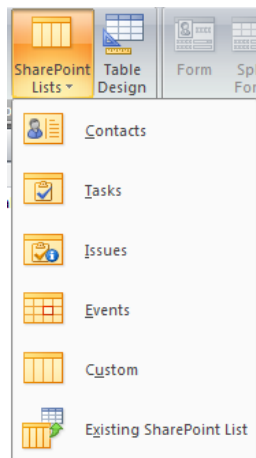 SharePoint Lists
Table Design
Form
Contacts
Tasks
Issues
Events
Custom
Existing SharePoint List